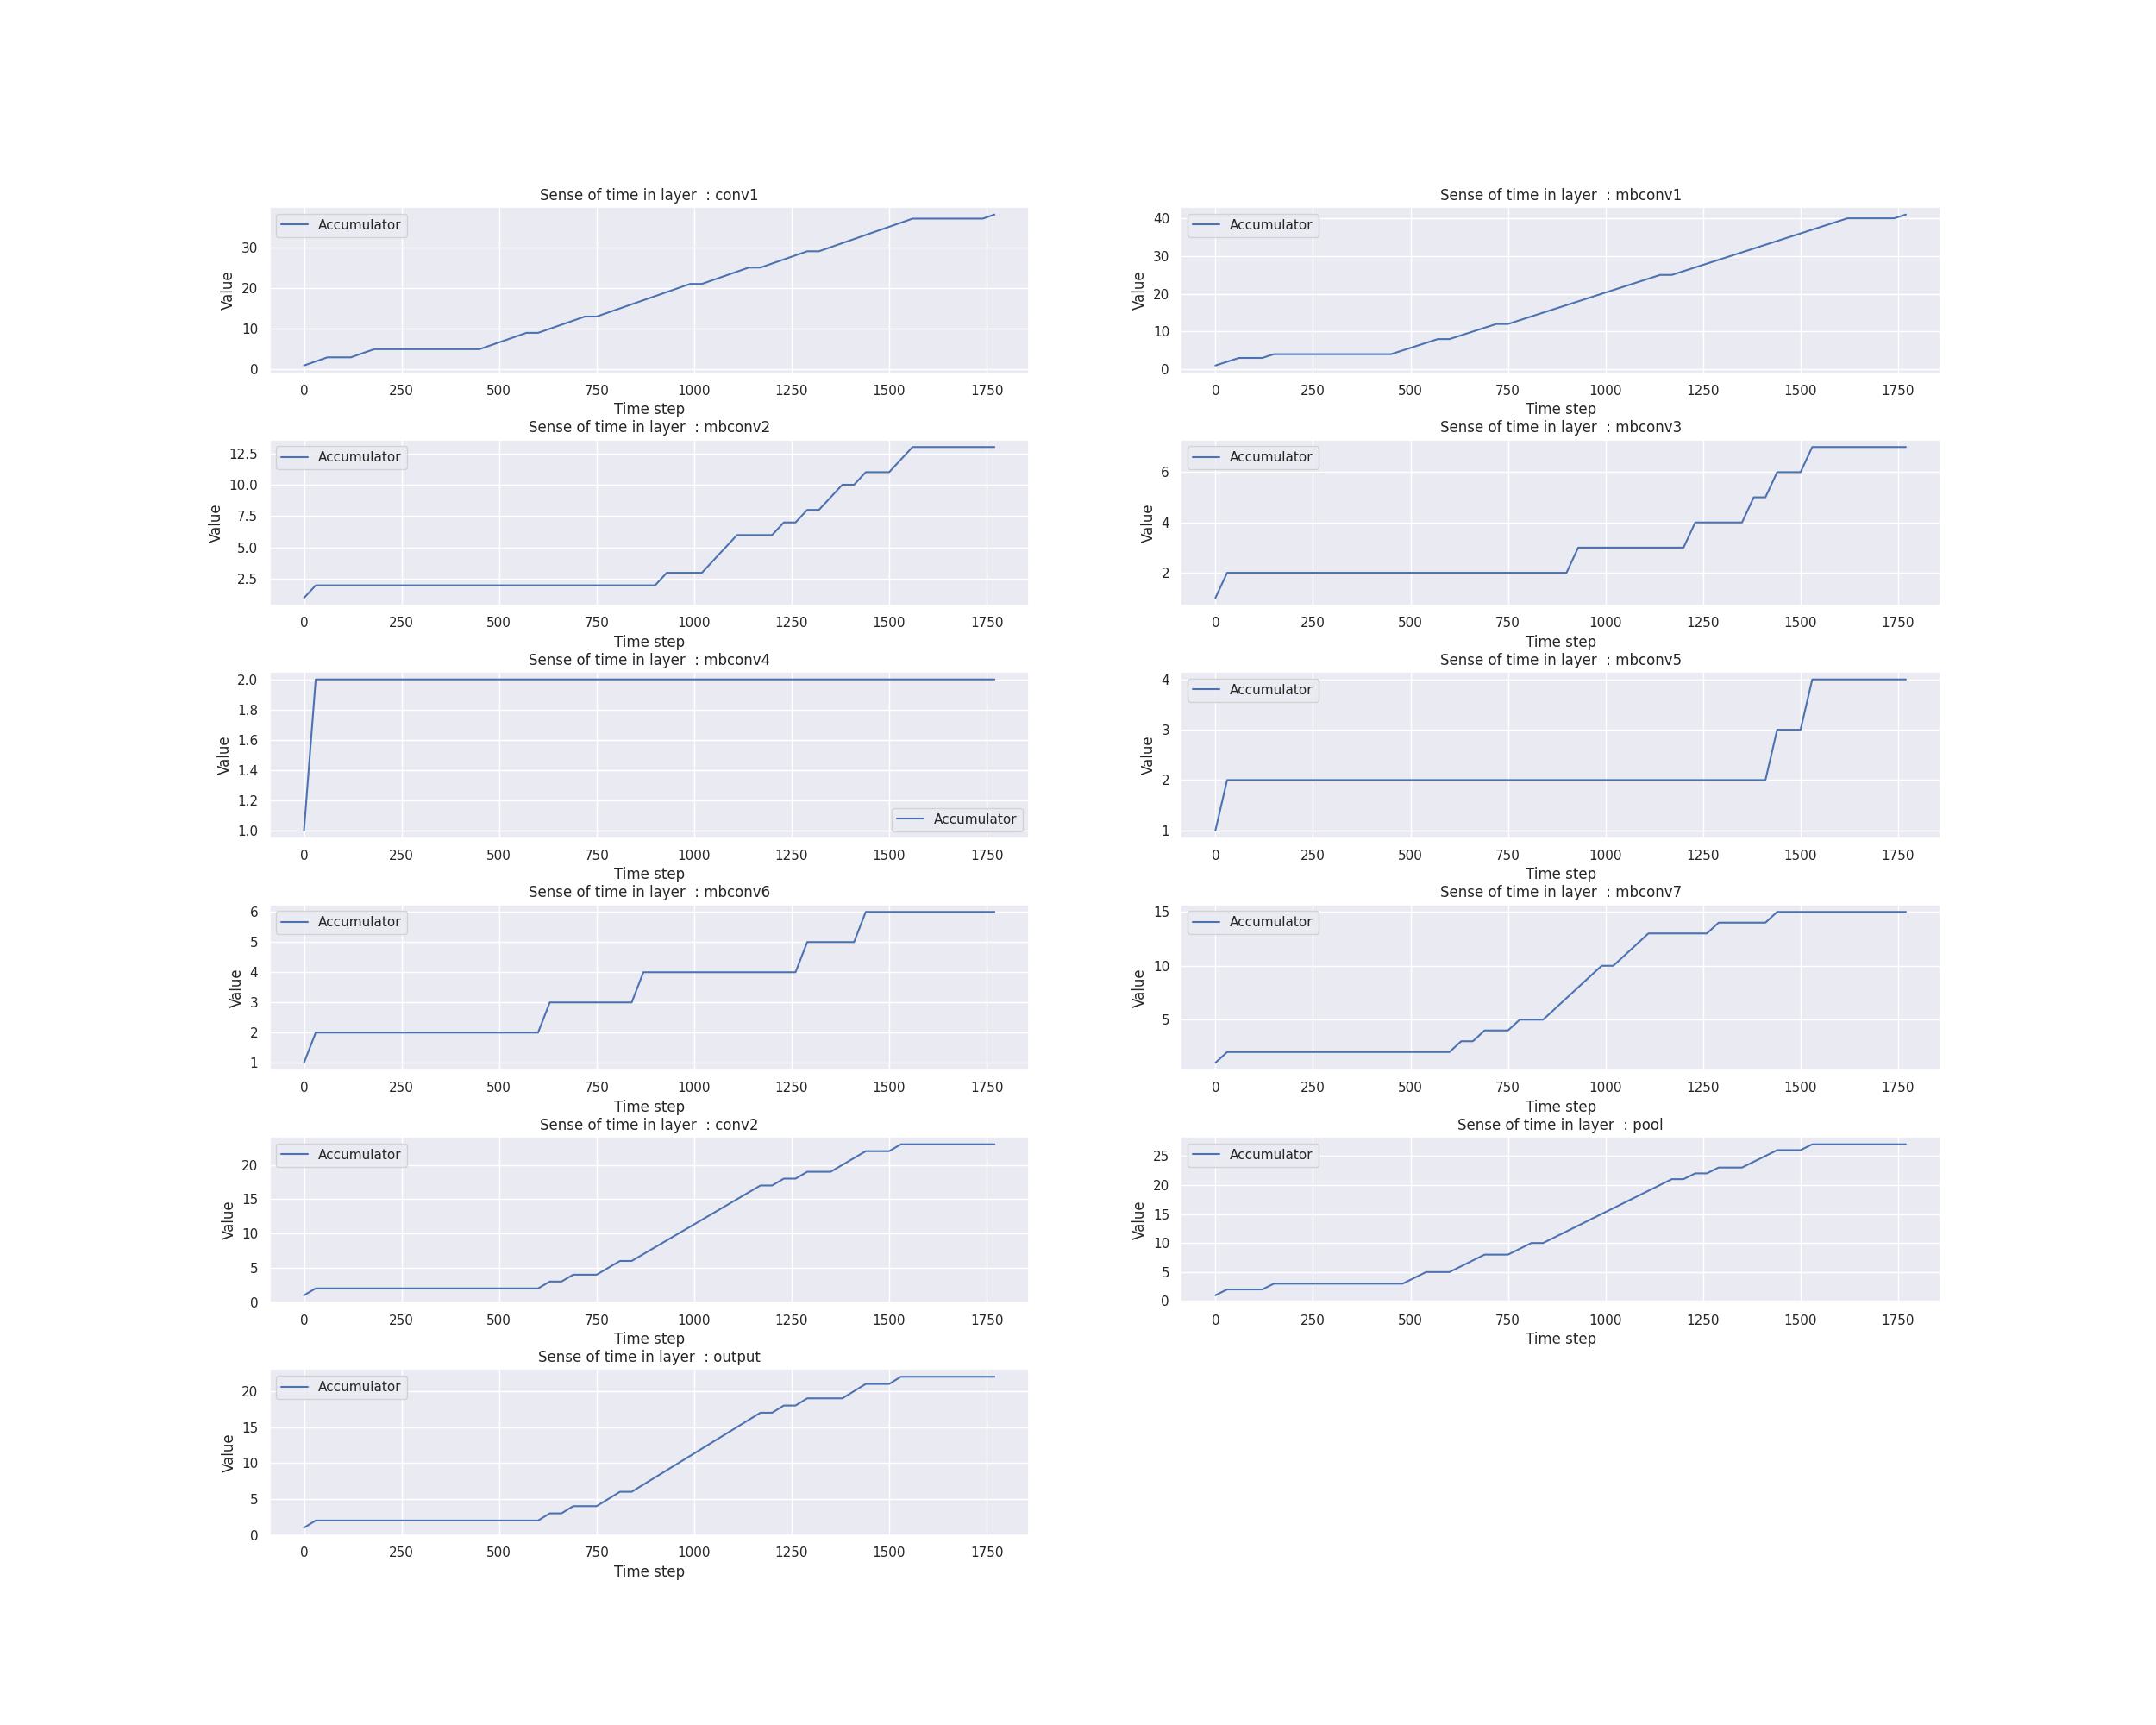 Sense of time in layer  : conv1
Accumulator
Value
30
20
10
0
0 250 500 750 1000 1250 1500 1750
Time step
Sense of time in layer  : mbconv1
Accumulator
Value
40
30
20
10
0
0 250 500 750 1000 1250 1500 1750
Time step
Sense of time in layer  : mbconv2
Accumulator
Value
12.5
10.0
7.5
5.0
2.5
0 250 500 750 1000 1250 1500 1750
Time step
Sense of time in layer  : mbconv3
Accumulator
Value
6
4
2
0 250 500 750 1000 1250 1500 1750
Time step
Sense of time in layer  : mbconv4
Value
2.0
1.8
1.6
1.4
1.2
1.0
Accumulator
0 250 500 750 1000 1250 1500 1750
Time step
Sense of time in layer  : mbconv5
Accumulator
Value
4
3
2
1
0 250 500 750 1000 1250 1500 1750
Time step
Sense of time in layer  : mbconv6
Accumulator
Value
6
5
4
3
2
1
0 250 500 750 1000 1250 1500 1750
Time step
Sense of time in layer  : mbconv7
Accumulator
Value
15
10
5
0 250 500 750 1000 1250 1500 1750
Time step
Sense of time in layer  : conv2
Accumulator
Value
20
15
10
5
0
0 250 500 750 1000 1250 1500 1750
Time step
Sense of time in layer  : pool
Accumulator
Value
25
20
15
10
5
0
0 250 500 750 1000 1250 1500 1750
Time step
Sense of time in layer  : output
Accumulator
Value
20
15
10
5
0
0 250 500 750 1000 1250 1500 1750
Time step